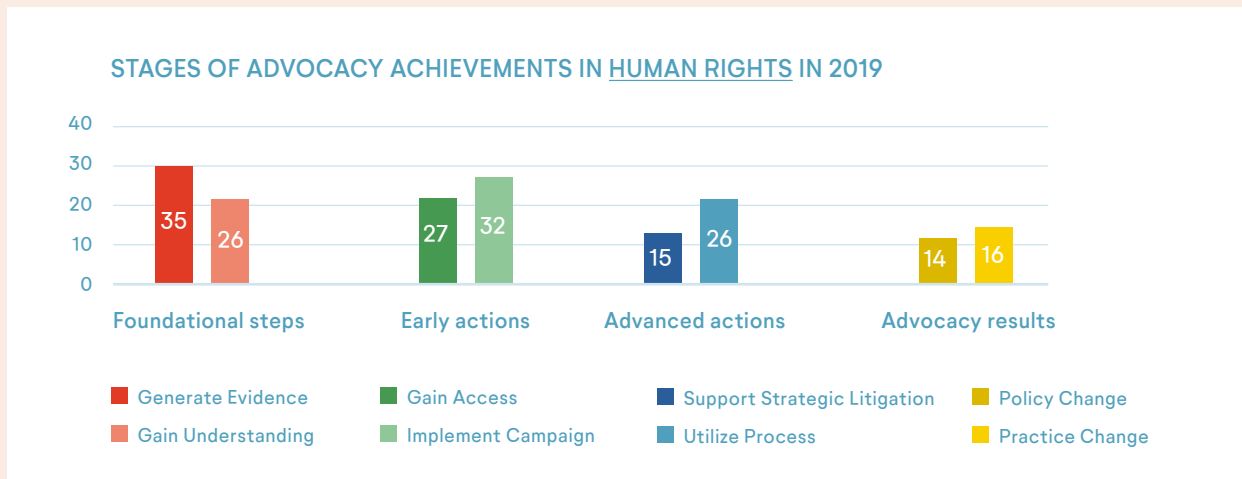 STAGES OF ADVOCACY ACHIEVEMENTS IN HUMAN RIGHTS IN 2019
40
30
20
10
0
35
26
27
32
15
26
14
16
Foundational steps
Early actions
Advanced actions
Advocacy results
Generate Evidence
Gain Understanding
Gain Access
Implement Campaign
Support Strategic Litigation
Utilize Process
Policy Change
Practice Change